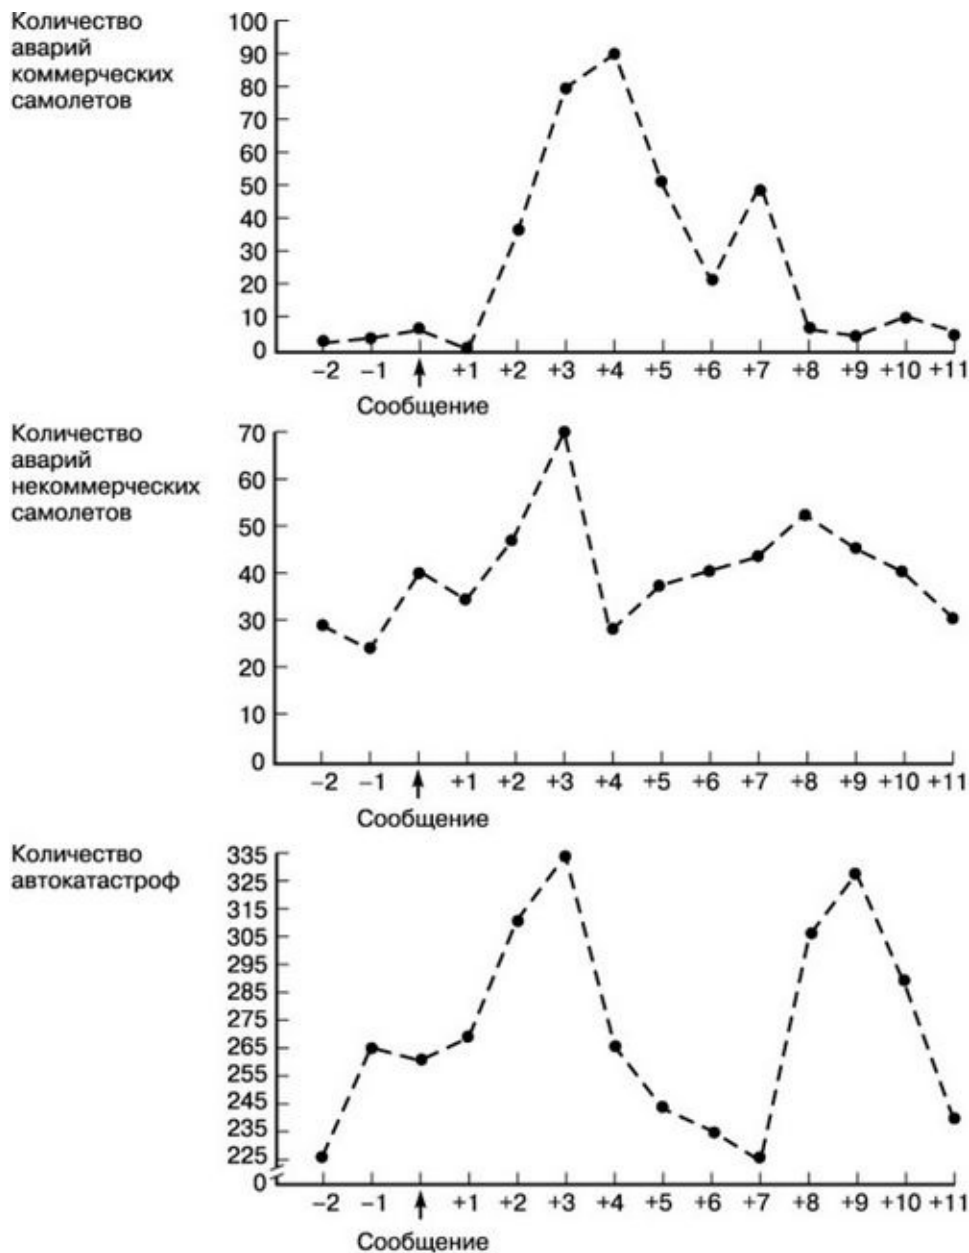 Количество
аварий
коммерческих
самолетов
100
90
80
70
60
50
40
30
20
10
0
−2 −1 +1 +2 +3 +4 +5 +6 +7 +8 +9 +10 +11
Сообщение
Количество
аварий
некоммерческих
самолетов
70
60
50
40
30
20
10
0
−2 −1 +1 +2 +3 +4 +5 +6 +7 +8 +9 +10 +11
Сообщение
Количество
автокатастроф
335
325
315
305
295
285
275
265
255
245
235
225
0
−2 −1 +1 +2 +3 +4 +5 +6 +7 +8 +9 +10 +11
Сообщение